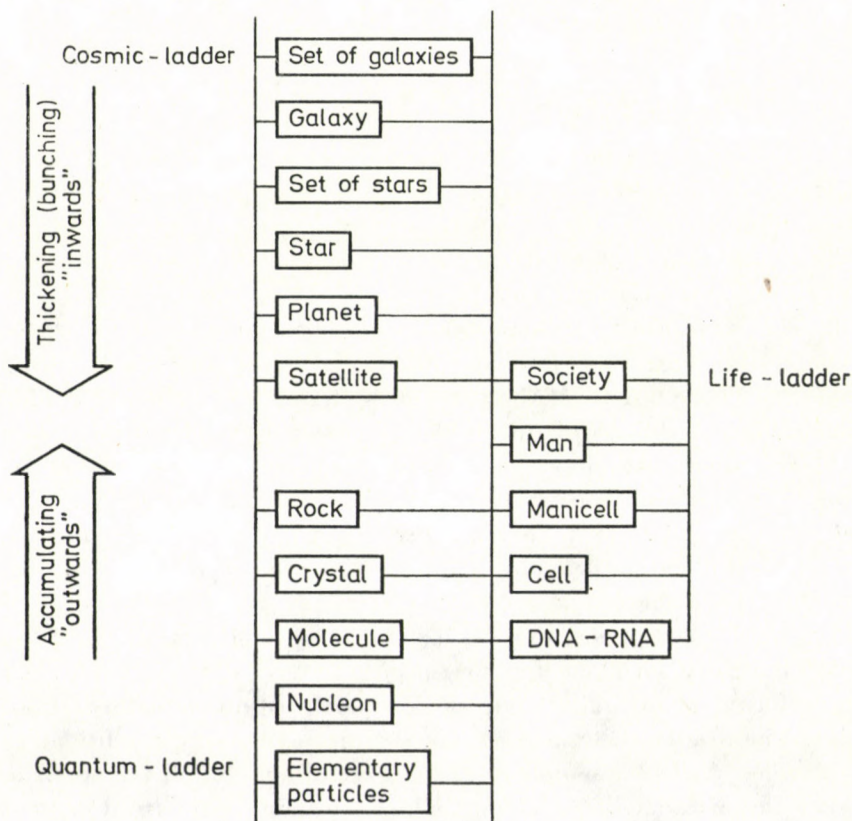 Cosmic - ladder
Set of galaxies
Galaxy
Set of stars
Star
Planet
Satellite
Rock
Crystal
Molecule
Nucleon
Elementary
particles
Society
Man
Manicell
Cell
DNA - RNA
Life - ladder
Quantum - ladder
Thickening (bunching)
"inwards"
Accumulating
"outwards"